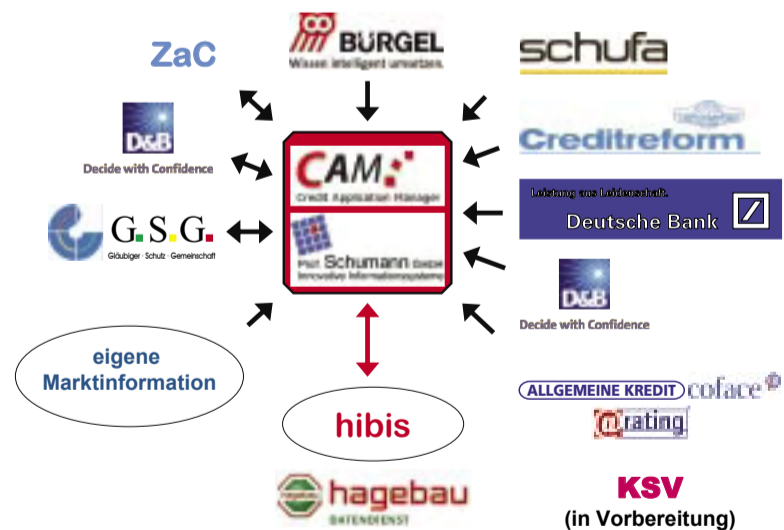 ZaC
BÜRGEL
Wissen intelligent umsetzen.
schufa
D&B
Decide with Confidence
Creditreform
CAM
Credit Application Manager
Leistung aus Leidenschaft.
Deutsche Bank
G.S.G.
Gläubiger · Schutz · Gemeinschaft
Prof. Schumann GmbH
Innovative Informationssysteme
D&B
Decide with Confidence
eigene
Marktinformation
ALLGEMEINE KREDIT coface
@rating
hibis
hagebau
DATENDIENST
KSV
(in Vorbereitung)